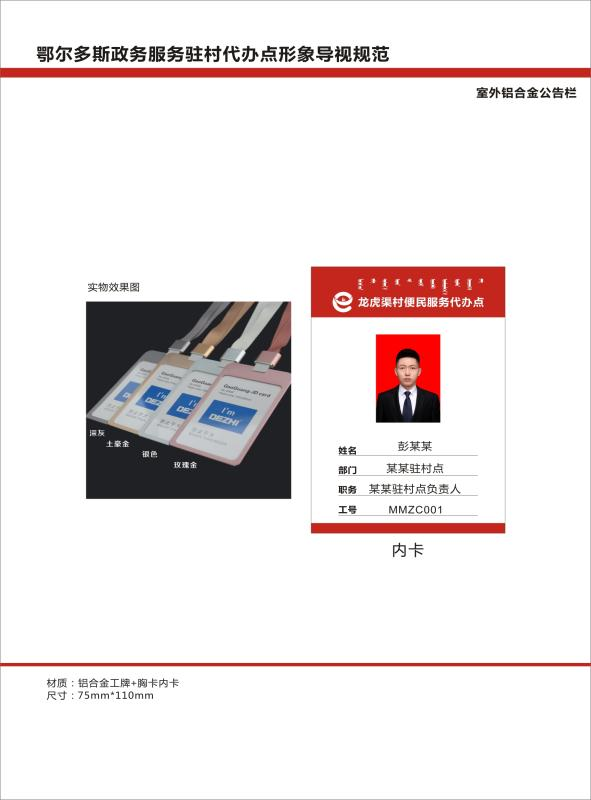 鄂尔多斯政务服务驻村代办点形象导视规范
室外铝合金公告栏
实物效果图
GaoGuang-JD card
I'm
DEZHI
深灰
土豪金
银色
玫瑰金
龙虎渠村便民服务代办点
姓名 彭某某
部门 某某驻村点
职务 某某驻村点负责人
工号 MMZC001
内卡
材质：铝合金工牌+胸卡内卡
尺寸：75mm*110mm